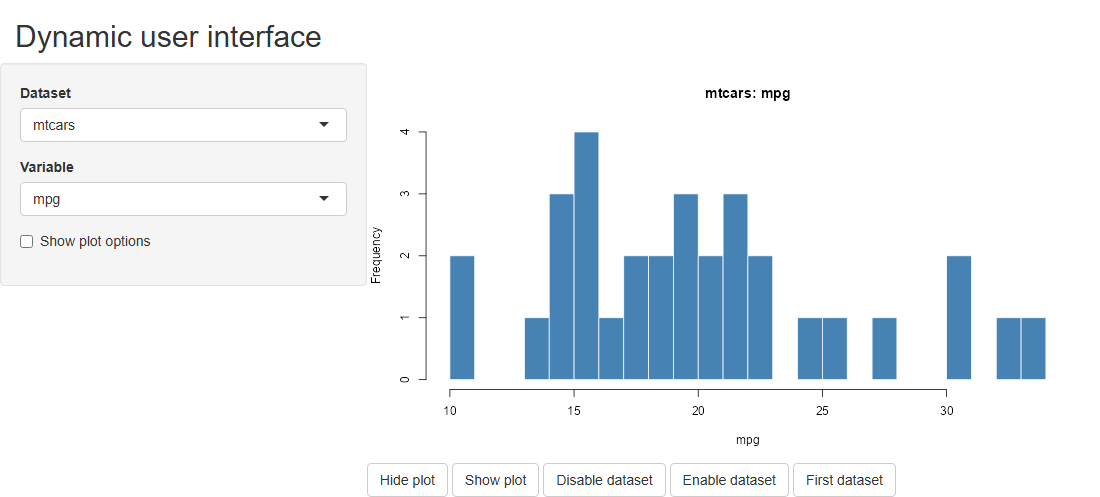 Dynamic user interface
Dataset
mtcars
Variable
mpg
Show plot options
mtcars: mpg
Frequency
4
3
2
1
0
10 15 20 25 30
mpg
Hide plot Show plot Disable dataset Enable dataset First dataset